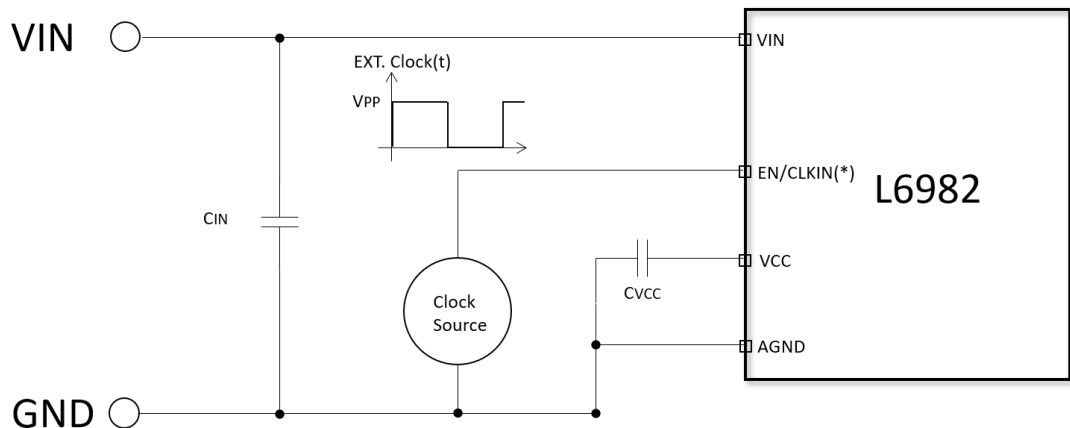 VIN
VIN
EXT. Clock(t)
VPP
EN/CLKIN(*)
L6982
CIN
VCC
CVCC
Clock
Source
AGND
GND